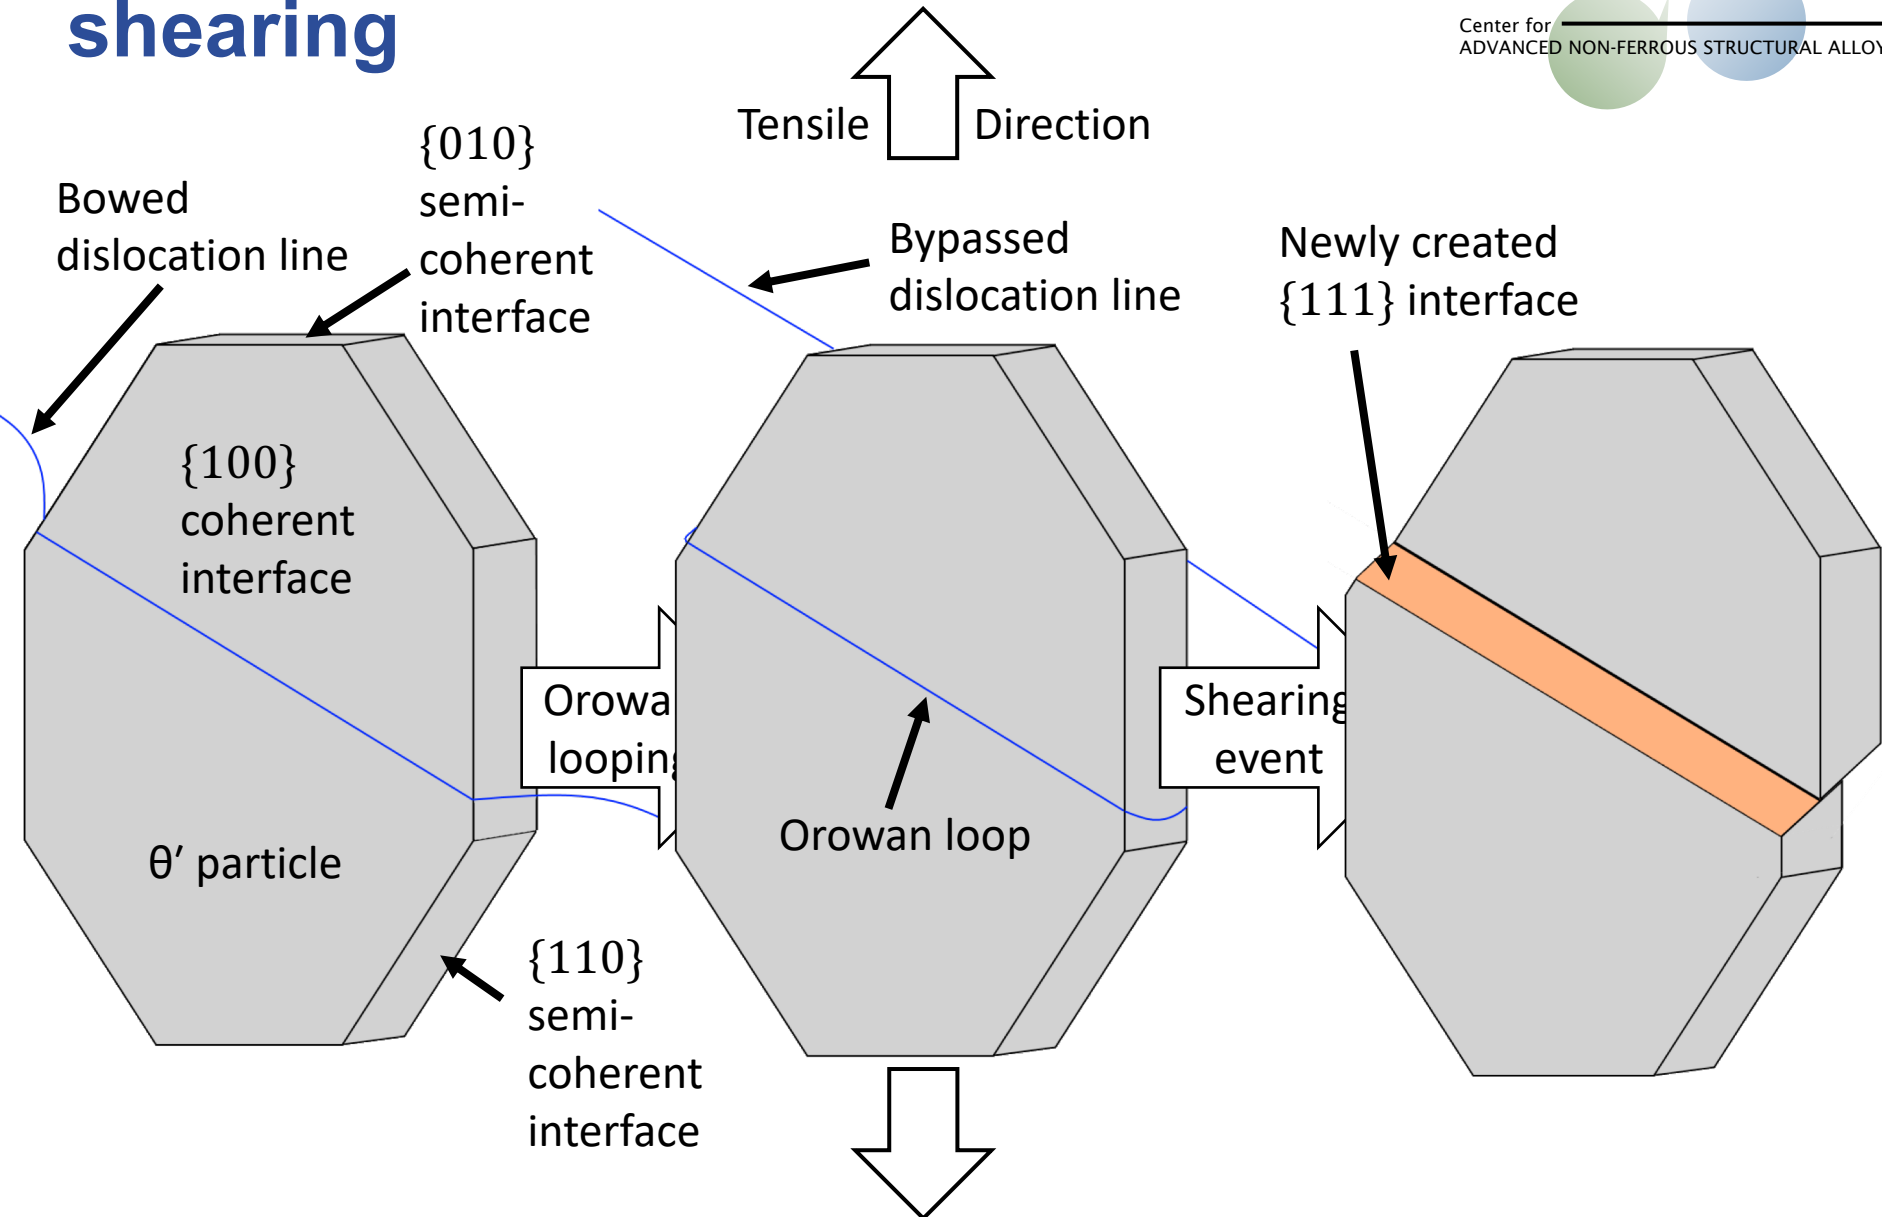 shearing
Center for
ADVANCED NON-FERROUS STRUCTURAL ALLOY
Tensile Direction
{010}
semi-
coherent
interface
Bowed
dislocation line
Bypassed
dislocation line
Newly created
{111} interface
{100}
coherent
interface
Orowa
looping
Shearing
event
Orowan loop
θ′ particle
{110}
semi-
coherent
interface